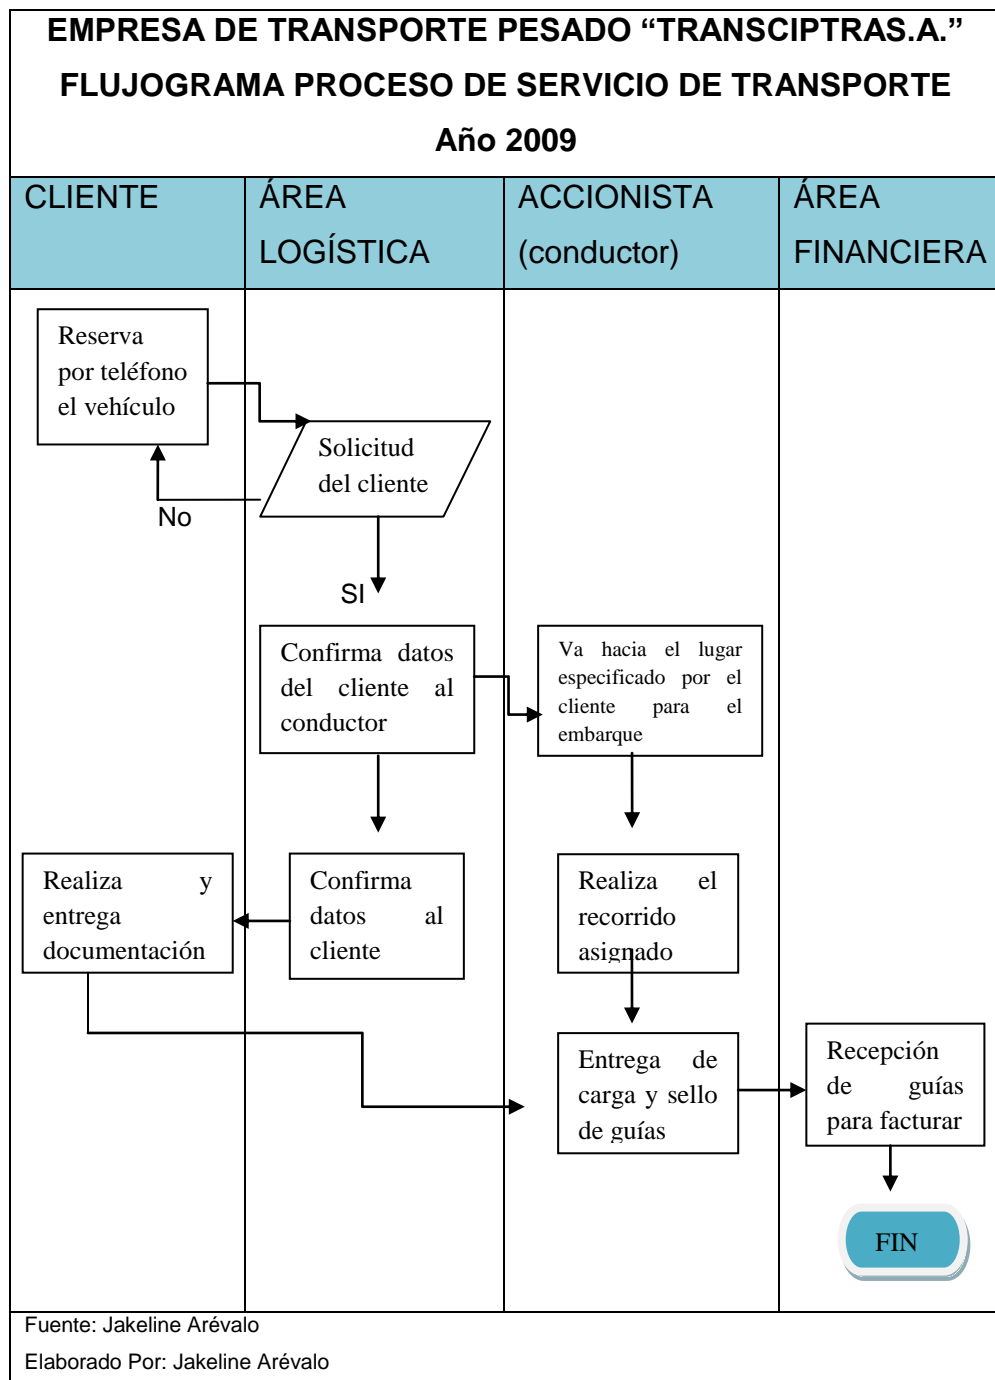 EMPRESA DE TRANSPORTE PESADO “TRANSCIPTRAS.A.”
FLUJOGRAMA PROCESO DE SERVICIO DE TRANSPORTE
Año 2009
CLIENTE
ÁREA
LOGÍSTICA
ACCIONISTA
(conductor)
ÁREA
FINANCIERA
Reserva
por teléfono
el vehículo
Solicitud
del cliente
No
SI
Confirma datos
del cliente al
conductor
Va hacia el lugar
especificado por el
cliente para el
embarque
Realiza y
entrega
documentación
Confirma
datos al
cliente
Realiza el
recorrido
asignado
Entrega de
carga y sello
de guías
Recepción
de guías
para facturar
FIN
Fuente: Jakeline Arévalo
Elaborado Por: Jakeline Arévalo